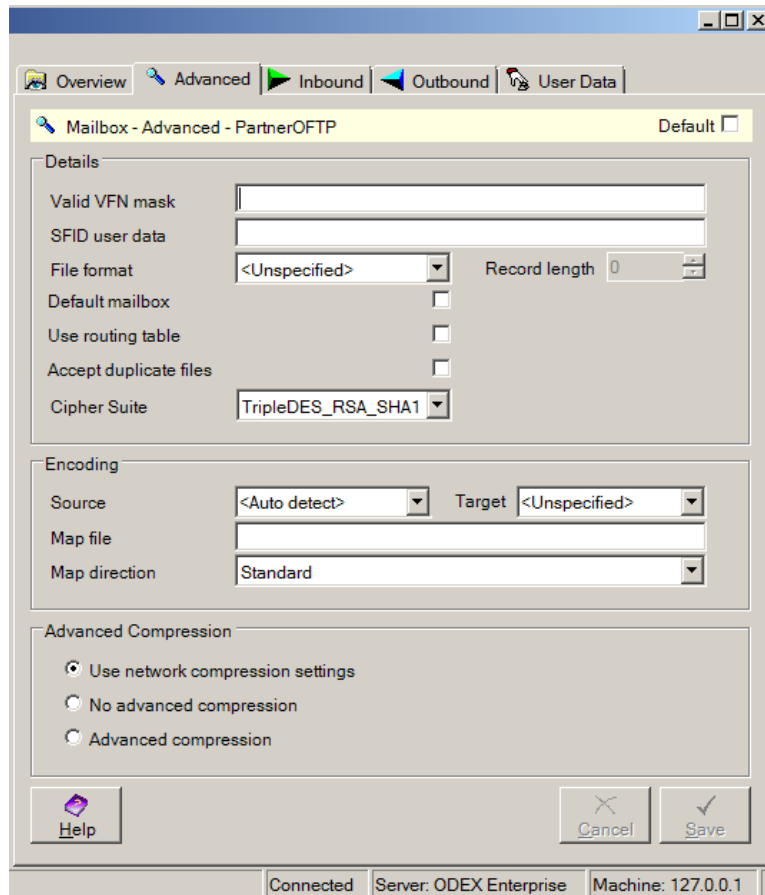 Overview Advanced Inbound Outbound User Data
Mailbox - Advanced - PartnerOFTP Default
Details
Valid VFN mask
SFID user data
File format <Unspecified> Record length 0
Default mailbox
Use routing table
Accept duplicate files
Cipher Suite TripleDES_RSA_SHA1
Encoding
Source <Auto detect> Target <Unspecified>
Map file
Map direction Standard
Advanced Compression
Use network compression settings
No advanced compression
Advanced compression
Help Cancel Save
Connected Server: ODEX Enterprise Machine: 127.0.0.1